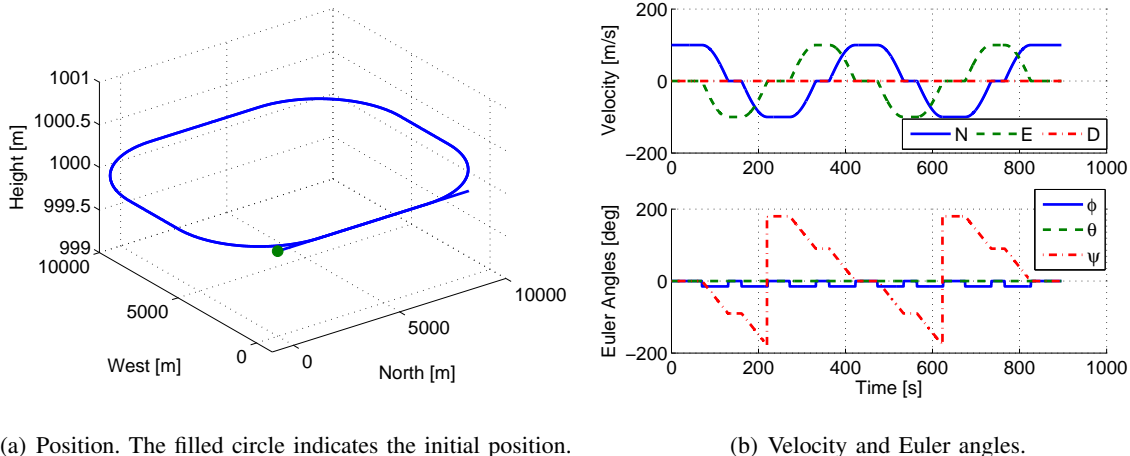 1001
1000.5
1000
999.5
999
Height [m]
10000
5000
0
West [m]
0
5000
10000
North [m]
200
0
−200
Velocity [m/s]
0
200
400
600
800
1000
N E D
200
0
−200
Euler Angles [deg]
ϕ
θ
ψ
0
200
400
600
800
1000
Time [s]
(a) Position. The filled circle indicates the initial position.
(b) Velocity and Euler angles.